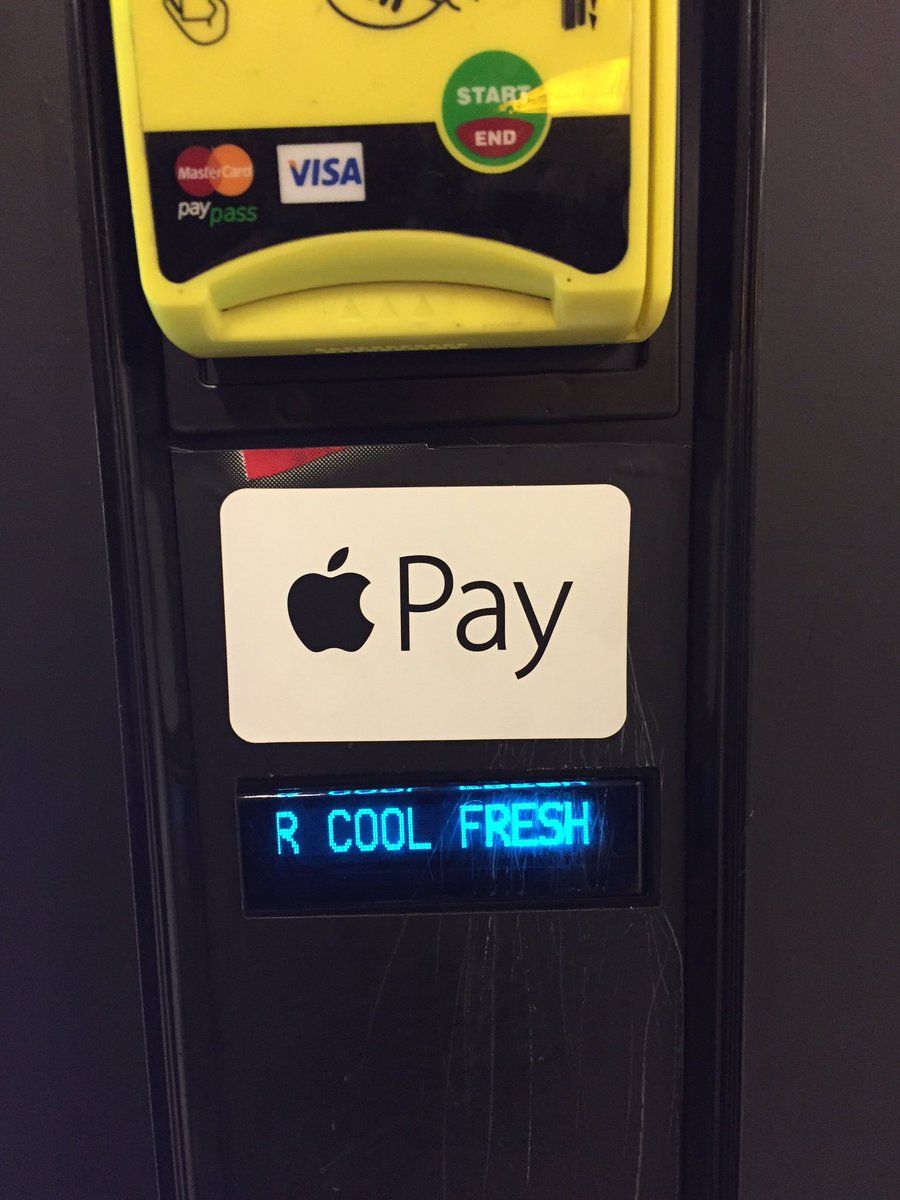 START
END
MasterCard
VISA
paypass
Pay
R COOL FRESH